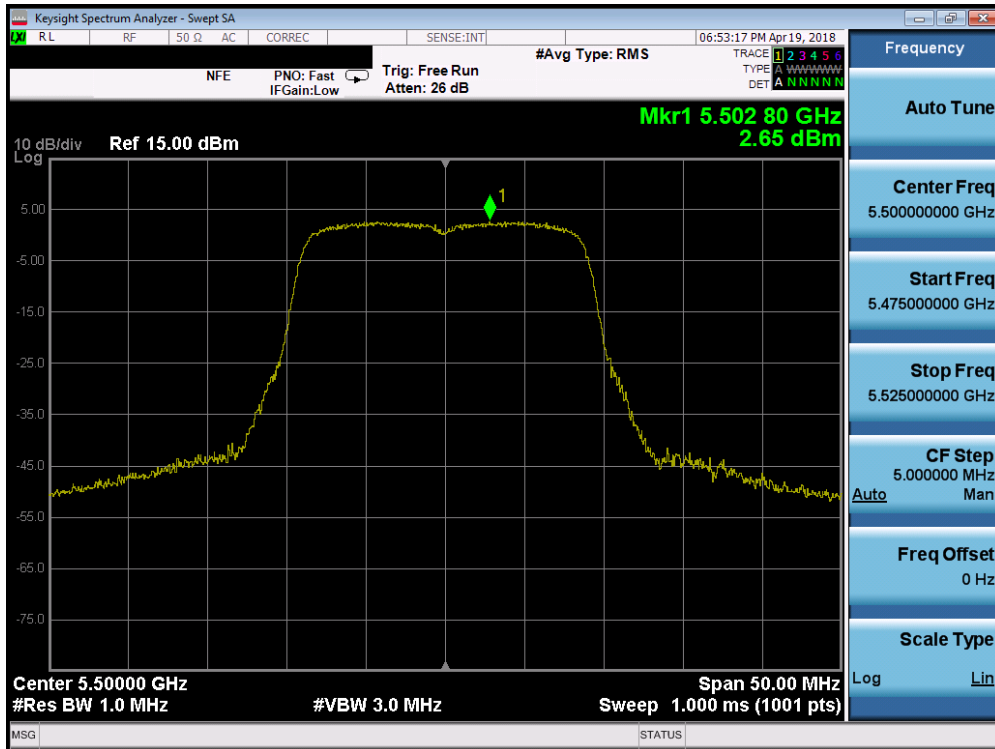 Keysight Spectrum Analyzer - Swept SA
LXI RL RF 50 Ω AC CORREC SENSE:INT 06:53:17 PM Apr 19, 2018
#Avg Type: RMS TRACE 1 2 3 4 5 6
NFE PNO: Fast Trig: Free Run TYPE A WWWWW
IFGain:Low Atten: 26 dB DET A N N N N N
Mkr1 5.502 80 GHz
2.65 dBm
10 dB/div Ref 15.00 dBm
Log
1
5.00
-5.00
-15.0
-25.0
-35.0
-45.0
-55.0
-65.0
-75.0
Center 5.50000 GHz Span 50.00 MHz
#Res BW 1.0 MHz #VBW 3.0 MHz Sweep 1.000 ms (1001 pts)
MSG STATUS
Frequency
Auto Tune
Center Freq
5.500000000 GHz
Start Freq
5.475000000 GHz
Stop Freq
5.525000000 GHz
CF Step
5.000000 MHz
Auto Man
Freq Offset
0 Hz
Scale Type
Log Lin